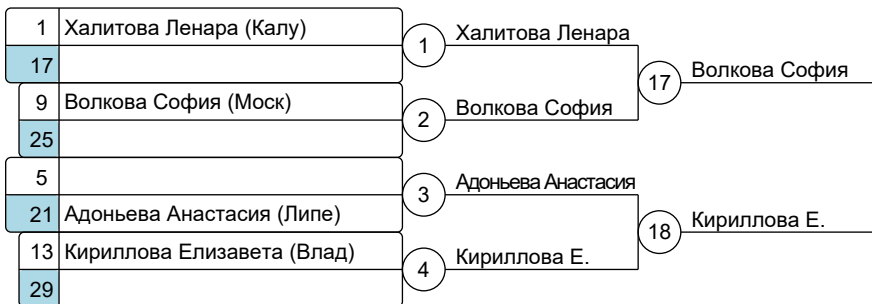 1 Халитова Ленара (Калу)
17
1 Халитова Ленара
9 Волкова София (Моск)
25
2 Волкова София
17 Волкова София
5
21 Адоньева Анастасия (Липе)
3 Адоньева Анастасия
13 Кириллова Елизавета (Влад)
29
4 Кириллова Е.
18 Кириллова Е.